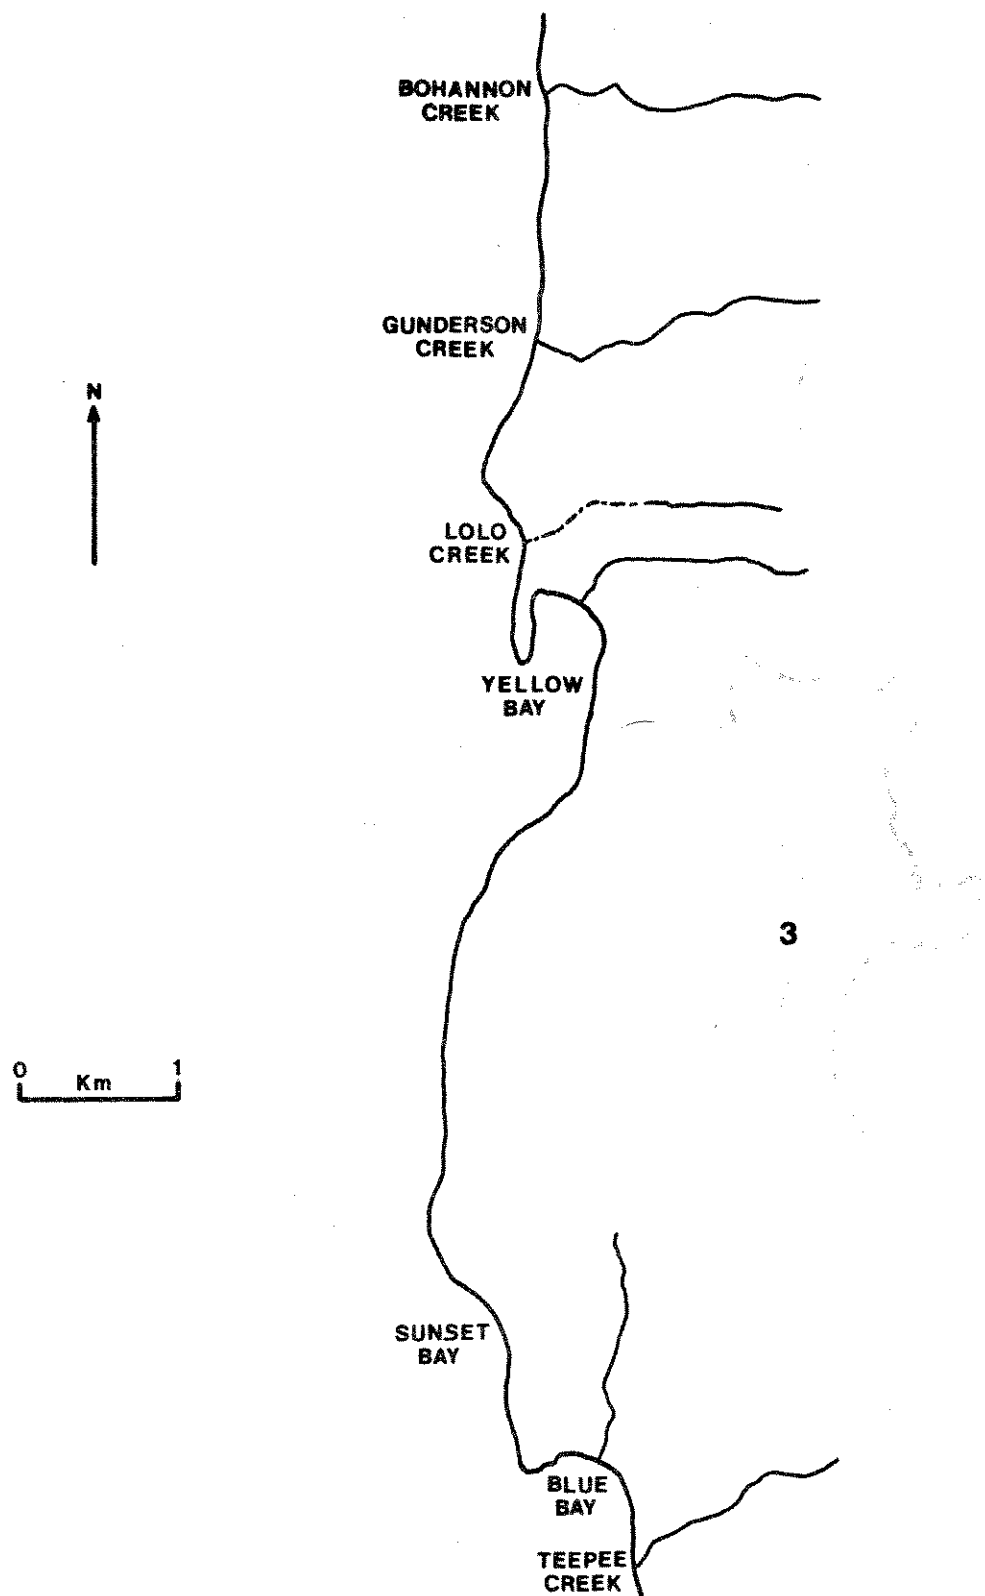 BOHANNON
CREEK
GUNDERSON
CREEK
N
LOLO
CREEK
YELLOW
BAY
3
0 1
Km
SUNSET
BAY
BLUE
BAY
TEEPEE
CREEK